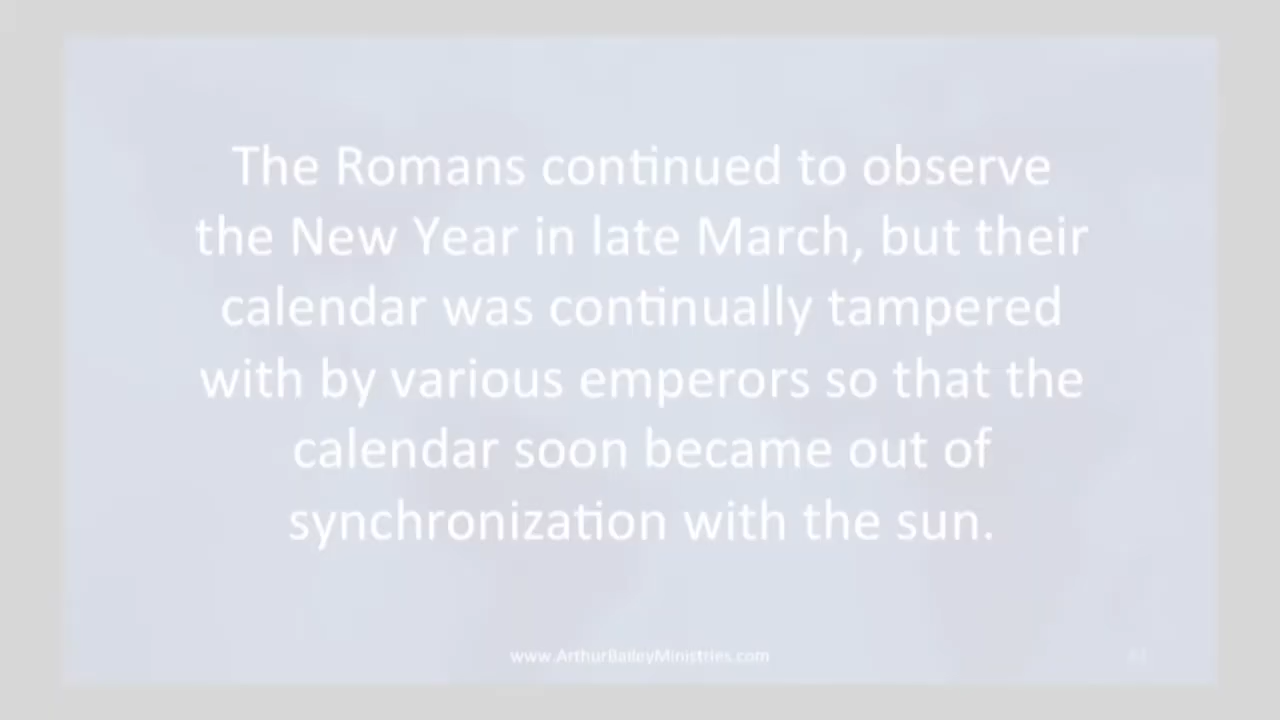 The Romans continued to observe
the New Year in late March, but their
calendar was continually tampered
with by various emperors so that the
calendar soon became out of
synchronization with the sun.
www.ArthurBaileyMinistries.com